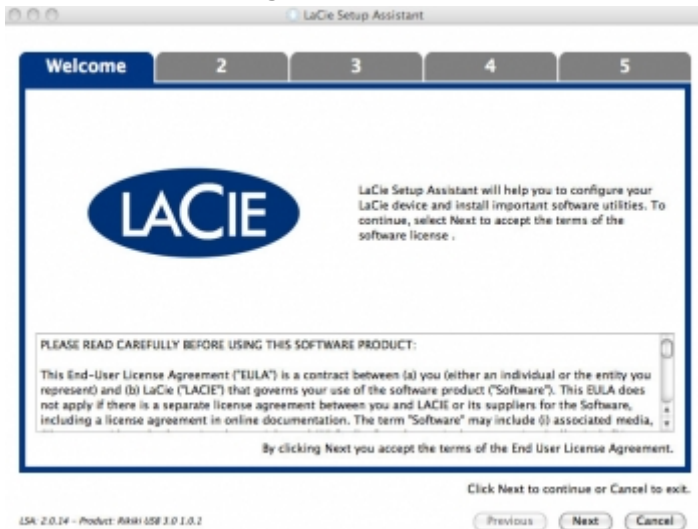 LaCie Setup Assistant
Welcome 2 3 4 5
LACIE
LaCie Setup Assistant will help you to configure your
LaCie device and install important software utilities. To
continue, select Next to accept the terms of the
software license .
PLEASE READ CAREFULLY BEFORE USING THIS SOFTWARE PRODUCT:
This End-User License Agreement ("EULA") is a contract between (a) you (either an individual or the entity you
represent) and (b) LaCie ("LACIE") that governs your use of the software product ("Software"). This EULA does
not apply if there is a separate license agreement between you and LACIE or its suppliers for the Software,
including a license agreement in online documentation. The term "Software" may include (i) associated media,
By clicking Next you accept the terms of the End User License Agreement.
Click Next to continue or Cancel to exit.
LSA: 2.0.14 - Product: Rikiki USB 3.0 1.0.2
Previous Next Cancel